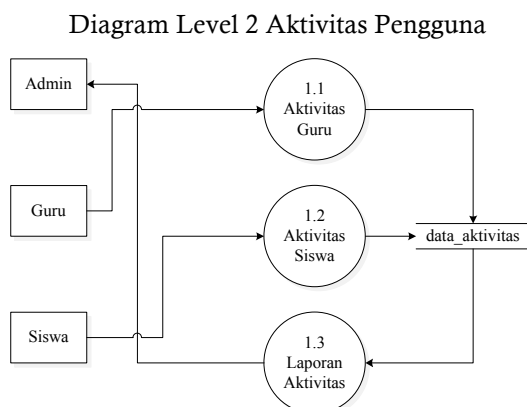 Diagram Level 2 Aktivitas Pengguna
Admin
1.1
Aktivitas
Guru
Guru
1.2
Aktivitas
Siswa
data_aktivitas
Siswa
1.3
Laporan
Aktivitas